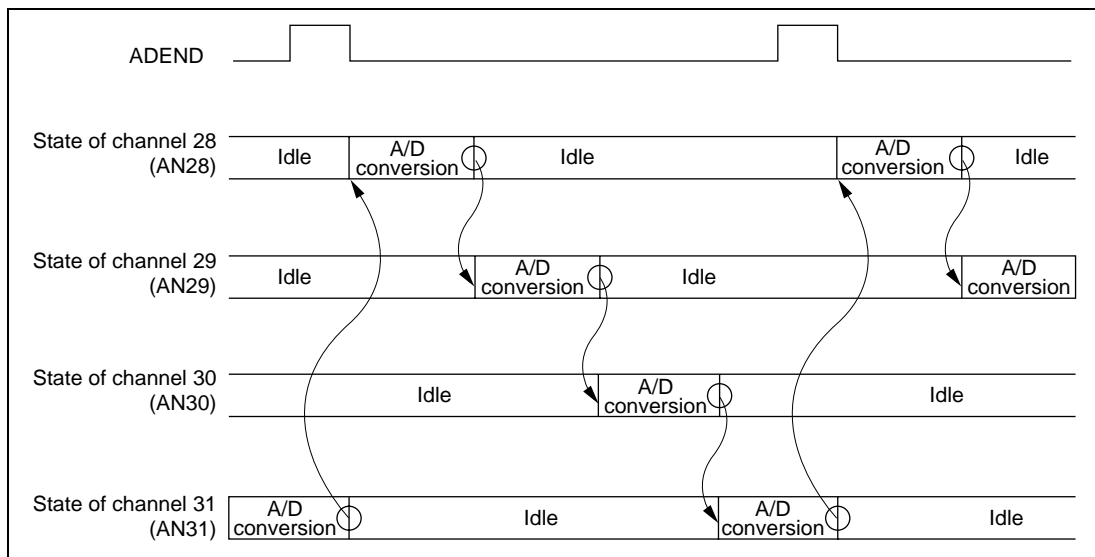 ADEND
State of channel 28
(AN28)
Idle
A/D
conversion
Idle
A/D
conversion
Idle
State of channel 29
(AN29)
Idle
A/D
conversion
Idle
A/D
conversion
State of channel 30
(AN30)
Idle
A/D
conversion
Idle
State of channel 31
(AN31)
A/D
conversion
Idle
A/D
conversion
Idle